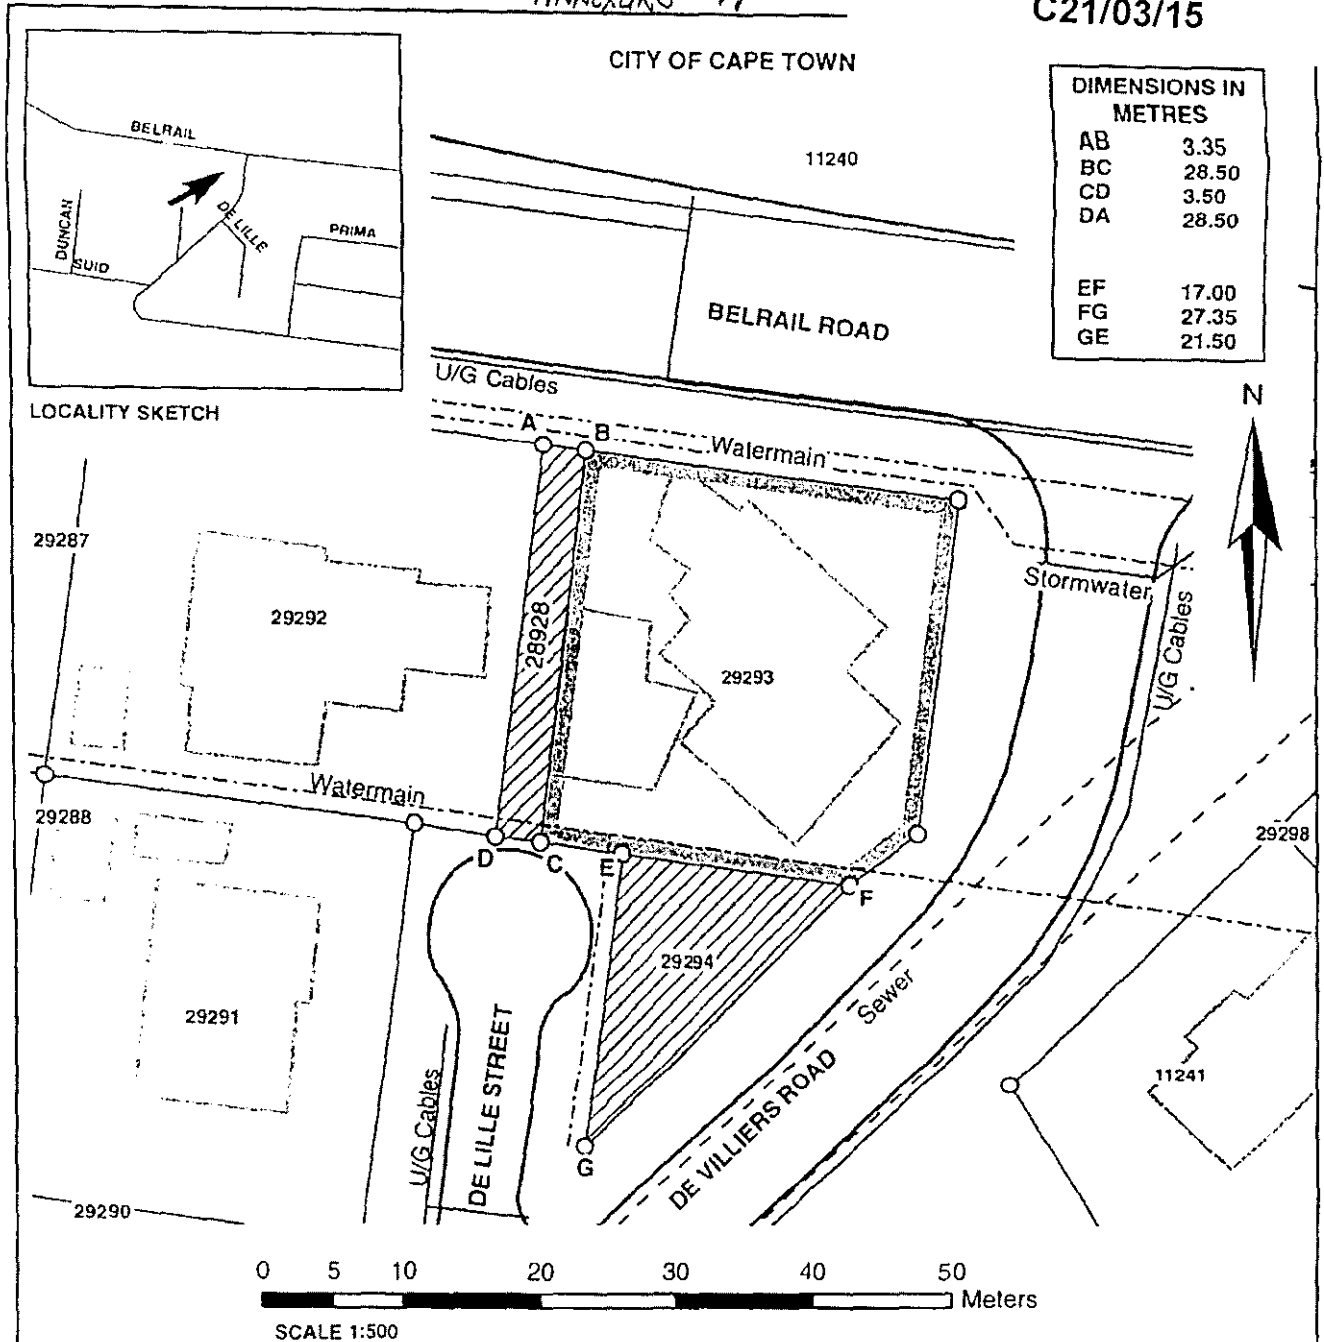 ANNEXURE A
C21/03/15
CITY OF CAPE TOWN
DIMENSIONS IN
METRES
AB 3.35
BC 28.50
CD 3.50
DA 28.50
EF 17.00
FG 27.35
GE 21.50
BELRAIL
DUNCAN
DE LILLE
PRIMA
SUID
LOCALITY SKETCH
11240
BELRAIL ROAD
U/G Cables
A
B
Watermain
N
29287
29292
28928
29293
Stormwater
U/G Cables
Watermain
29288
D
C
E
F
29298
29294
29291
Sewer
11241
U/G Cables
DE LILLE STREET
DE VILLIERS ROAD
G
29290
0 5 10 20 30 40 50
Meters
SCALE 1:500